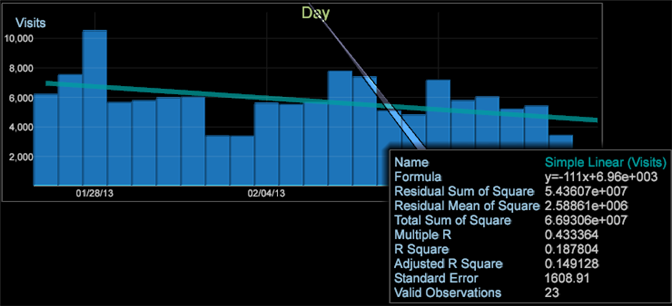 Day
Visits
10,000
8,000
6,000
4,000
2,000
01/28/13 02/04/13
Name Simple Linear (Visits)
Formula y=-111x+6.96e+003
Residual Sum of Square 5.43607e+007
Residual Mean of Square 2.58861e+006
Total Sum of Square 6.69306e+007
Multiple R 0.433364
R Square 0.187804
Adjusted R Square 0.149128
Standard Error 1608.91
Valid Observations 23